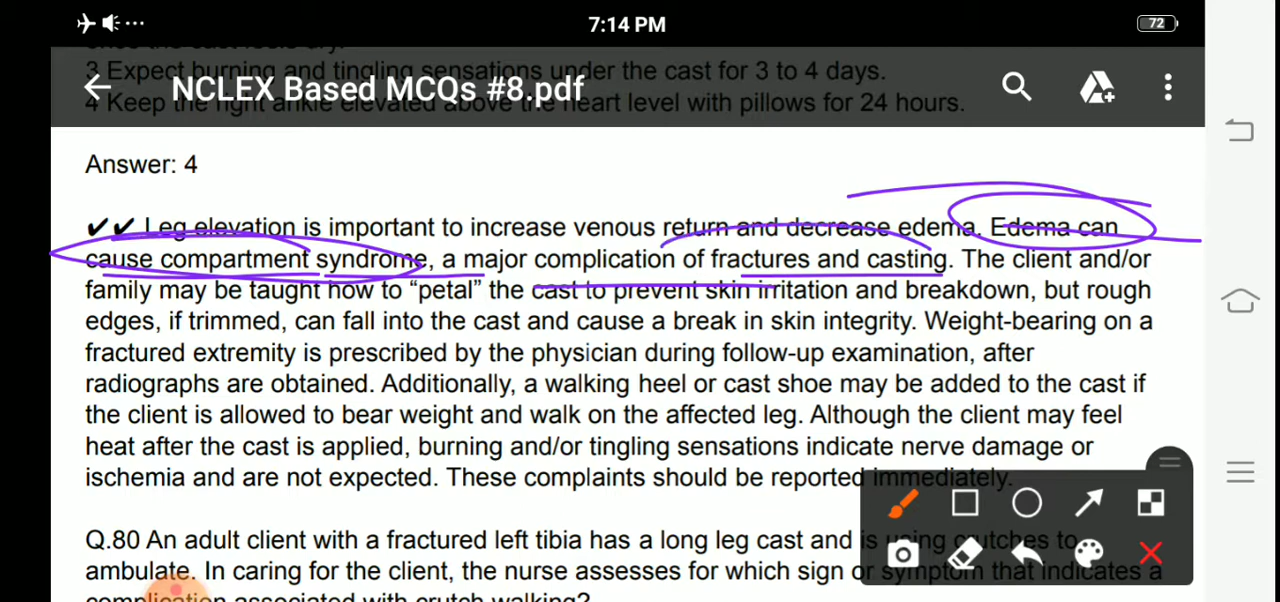 7:14 PM
72
3 Expect burning and tingling sensations under the cast for 3 to 4 days.
NCLEX Based MCQs #8.pdf
4 Keep the right ankle elevated above the heart level with pillows for 24 hours.
Answer: 4
✔✔ Leg elevation is important to increase venous return and decrease edema. Edema can
cause compartment syndrome, a major complication of fractures and casting. The client and/or
family may be taught how to “petal” the cast to prevent skin irritation and breakdown, but rough
edges, if trimmed, can fall into the cast and cause a break in skin integrity. Weight-bearing on a
fractured extremity is prescribed by the physician during follow-up examination, after
radiographs are obtained. Additionally, a walking heel or cast shoe may be added to the cast if
the client is allowed to bear weight and walk on the affected leg. Although the client may feel
heat after the cast is applied, burning and/or tingling sensations indicate nerve damage or
ischemia and are not expected. These complaints should be reported immediately.
Q.80 An adult client with a fractured left tibia has a long leg cast and is using crutches to
ambulate. In caring for the client, the nurse assesses for which sign or symptom that indicates a
complication associated with crutch walking?